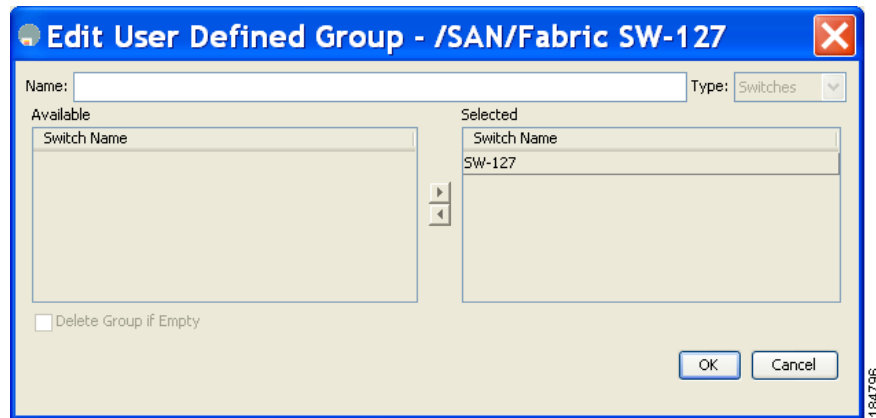 Edit User Defined Group - /SAN/Fabric SW-127
Name: Type: Switches
Available Selected
Switch Name Switch Name
SW-127
Delete Group if Empty
OK Cancel
184796